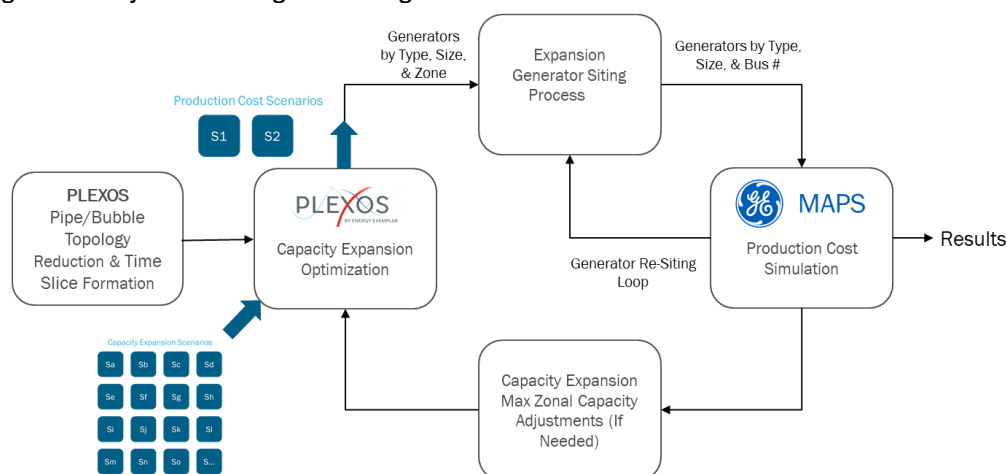 Generators
by Type, Size,
& Zone
Expansion
Generator Siting
Process
Generators by Type,
Size, & Bus #
Production Cost Scenarios
S1
S2
PLEXOS
Pipe/Bubble
Topology
Reduction & Time
Slice Formation
PLEXOS
BY ENERGY EXEMPLAR
Capacity Expansion
Optimization
GE
MAPS
Production Cost
Simulation
Results
Generator Re-Siting
Loop
Capacity Expansion Scenarios
Sa Sb Sc Sd
Se Sf Sg Sh
Si Sj Sk Sl
Sm Sn So S...
Capacity Expansion
Max Zonal Capacity
Adjustments (If
Needed)